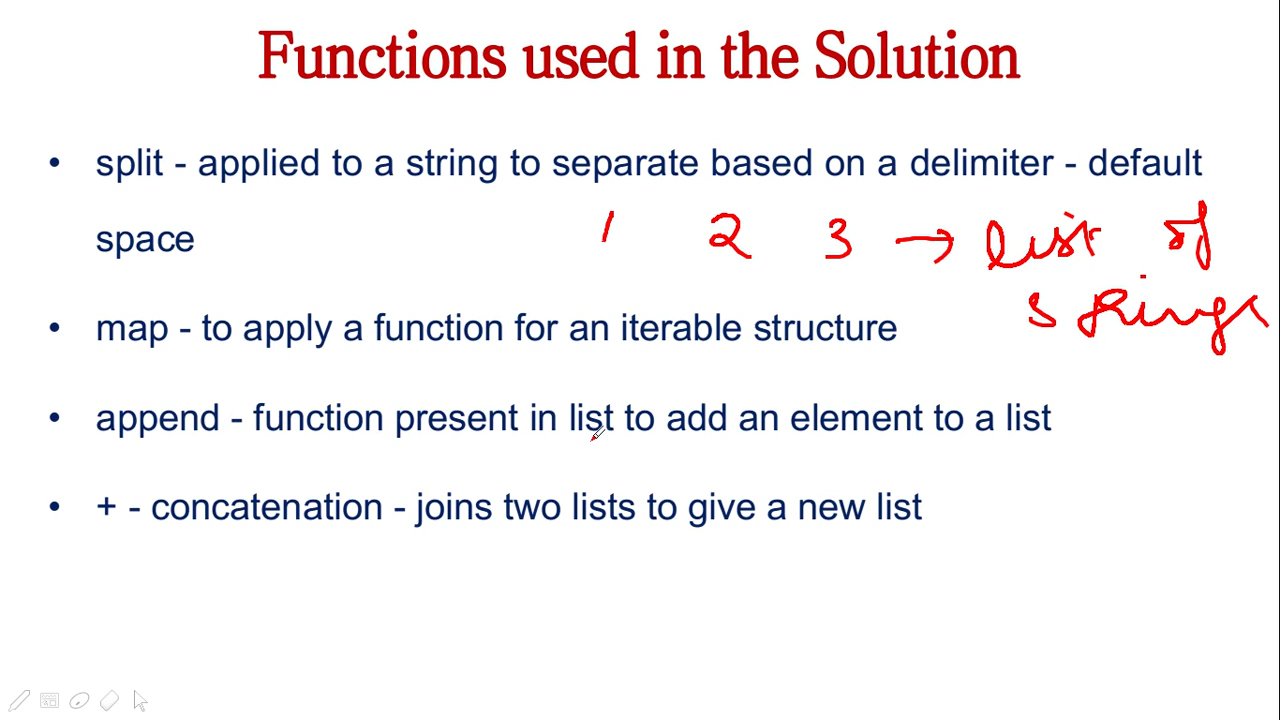 Functions used in the Solution
• split - applied to a string to separate based on a delimiter - default
space
1 2 3 → list of
strings
• map - to apply a function for an iterable structure
• append - function present in list to add an element to a list
• + - concatenation - joins two lists to give a new list